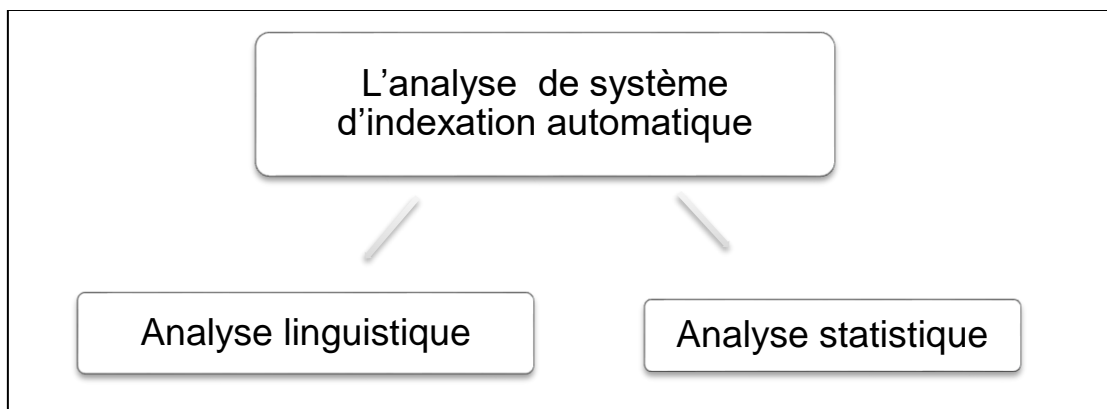 L’analyse de système
d’indexation automatique
Analyse linguistique
Analyse statistique